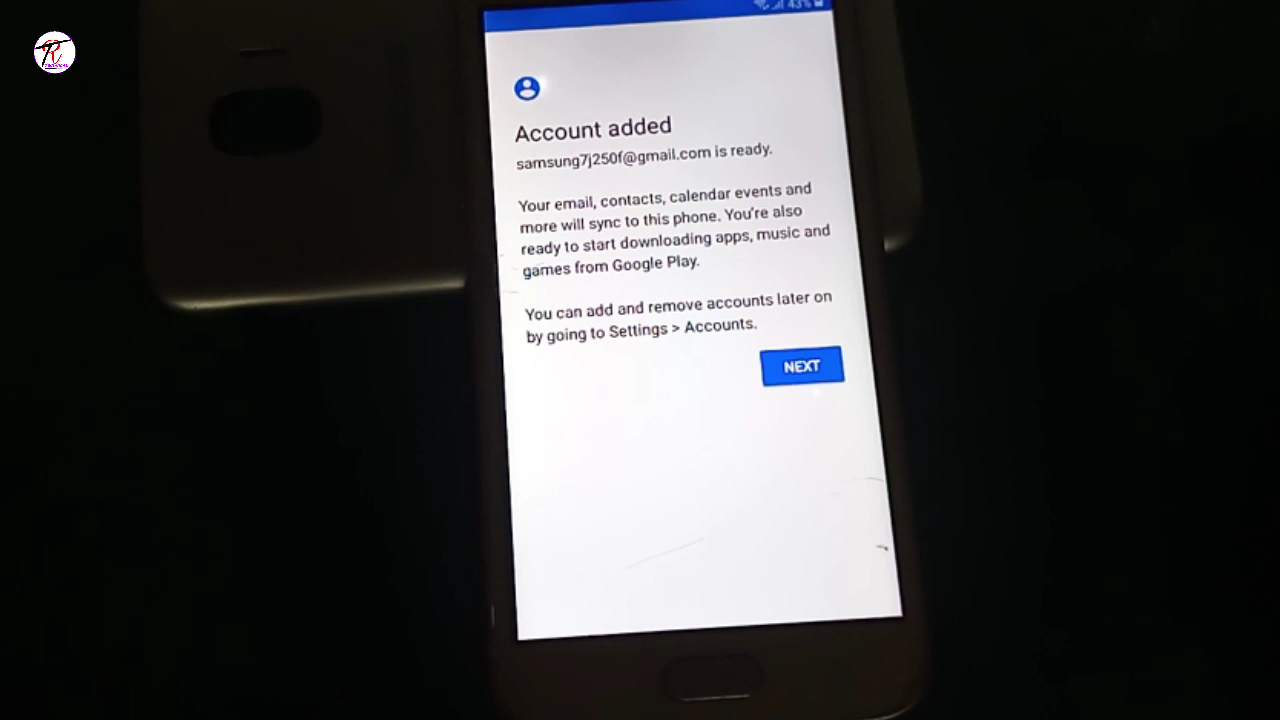 43%
Account added
samsung7j250f@gmail.com is ready.
Your email, contacts, calendar events and
more will sync to this phone. You're also
ready to start downloading apps, music and
games from Google Play.
You can add and remove accounts later on
by going to Settings > Accounts.
NEXT